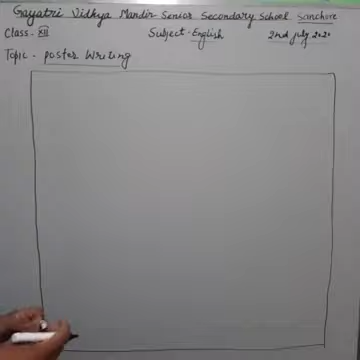 Gayatri Vidhya Mandir Senior Secondary School Sanchore
Class - XII Subject - English 2nd July 2020
Topic - poster Writing